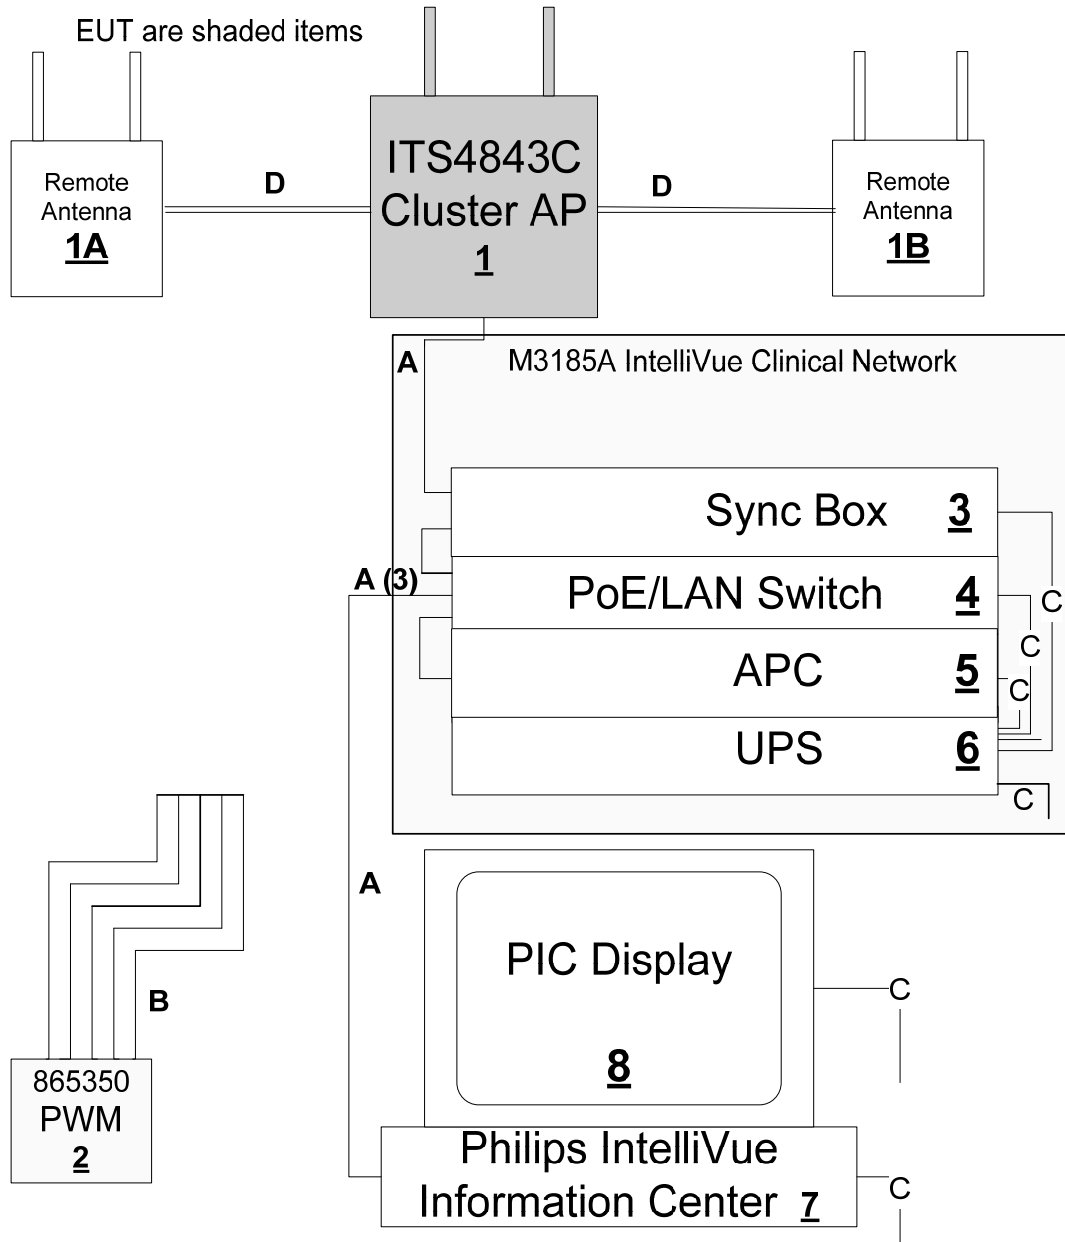 EUT are shaded items
ITS4843C
Cluster AP
1
Remote
Antenna
1A
D
D
Remote
Antenna
1B
A
M3185A IntelliVue Clinical Network
Sync Box 3
A (3)
PoE/LAN Switch 4
C
C
APC 5
C
UPS 6
C
A
PIC Display
8
C
B
865350
PWM
2
Philips IntelliVue
Information Center 7
C